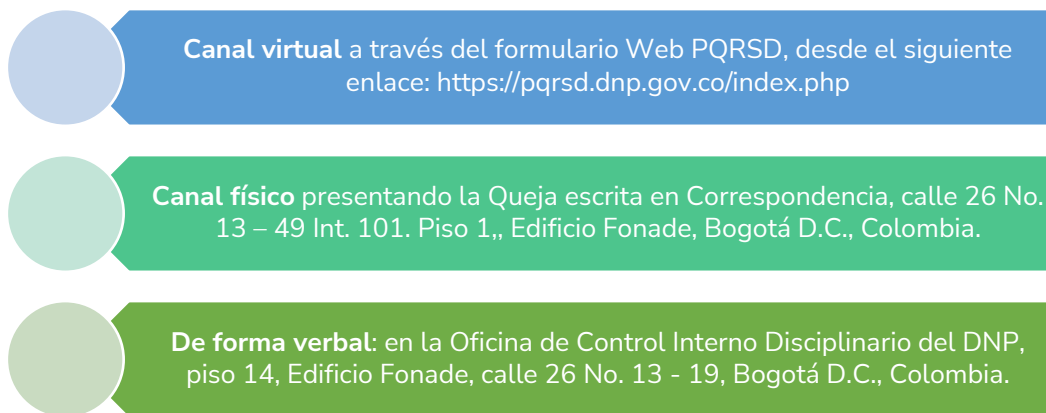 Canal virtual a través del formulario Web PQRSD, desde el siguiente
enlace: https://pqrsd.dnp.gov.co/index.php
Canal físico presentando la Queja escrita en Correspondencia, calle 26 No.
13 – 49 Int. 101. Piso 1,, Edificio Fonade, Bogotá D.C., Colombia.
De forma verbal: en la Oficina de Control Interno Disciplinario del DNP,
piso 14, Edificio Fonade, calle 26 No. 13 - 19, Bogotá D.C., Colombia.